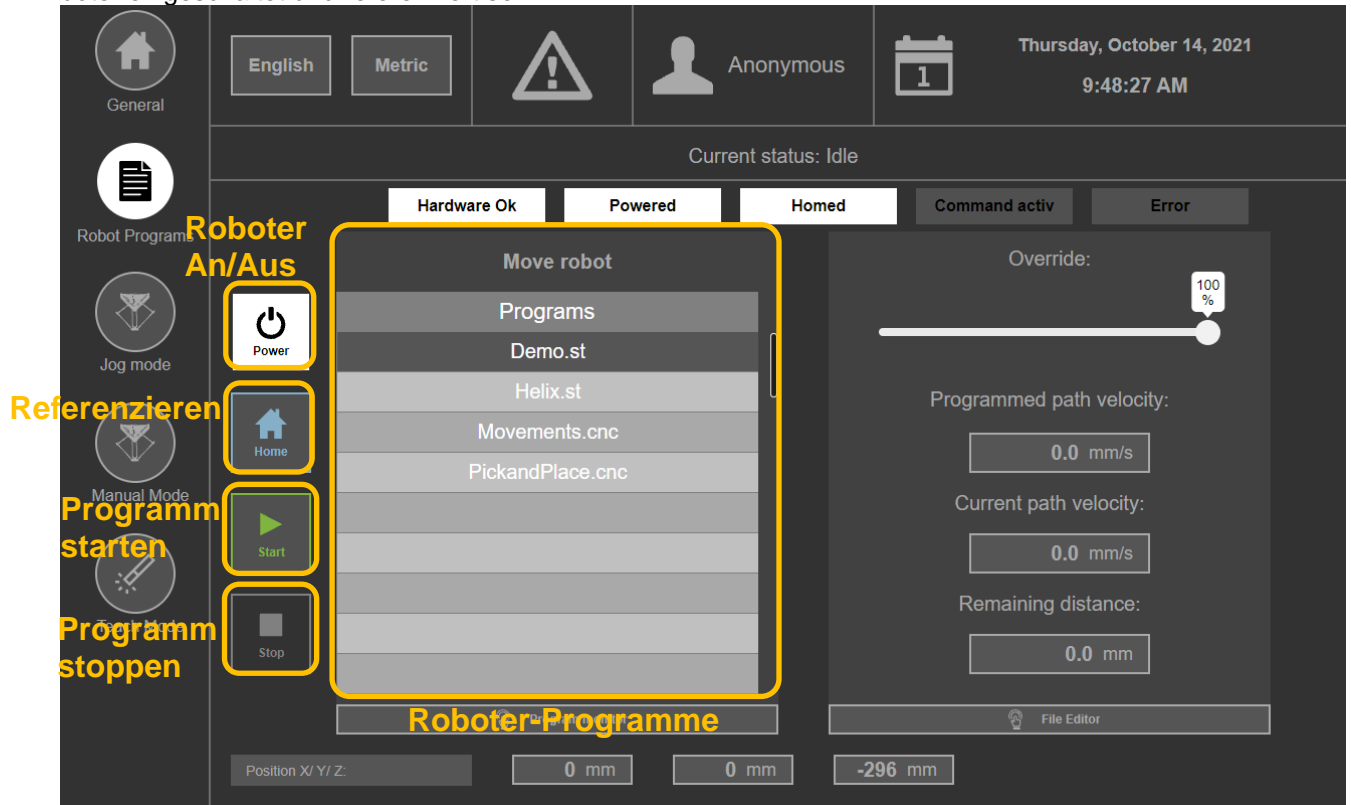 English
Metric
Anonymous
1
Thursday, October 14, 2021
9:48:27 AM
General
Current status: Idle
Hardware Ok
Powered
Homed
Command activ
Error
Robot Programs
Roboter
An/Aus
Move robot
Programs
Demo.st
Helix.st
Movements.cnc
PickandPlace.cnc
Power
Jog mode
Referenzieren
Home
Manual Mode
Programm
starten
Start
Teach Mode
Programm
stoppen
Stop
Roboter-Programme
Override:
100
%
Programmed path velocity:
0.0 mm/s
Current path velocity:
0.0 mm/s
Remaining distance:
0.0 mm
File Editor
Position X/ Y/ Z:
0 mm
0 mm
-296 mm